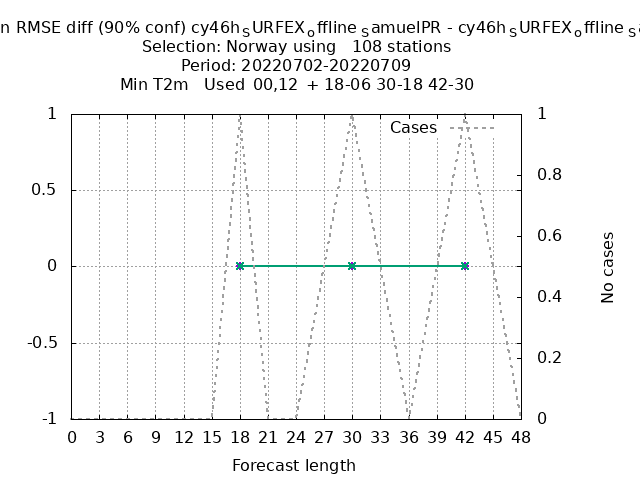 n RMSE diff (90% conf) cy46h_SURFEX_offline_SamuelPR - cy46h_SURFEX_offline_Sa
Selection: Norway using 108 stations
Period: 20220702-20220709
Min T2m Used 00,12 + 18-06 30-18 42-30
Cases
1
0.5
0
-0.5
-1
1
0.8
0.6
0.4
0.2
0
No cases
0 3 6 9 12 15 18 21 24 27 30 33 36 39 42 45 48
Forecast length